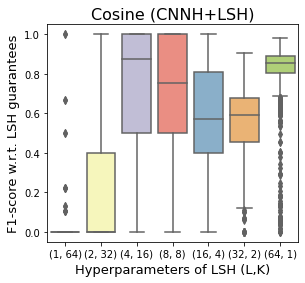 Cosine (CNNH+LSH)
F1-score w.r.t. LSH guarantees
1.0
0.8
0.6
0.4
0.2
0.0
(1, 64) (2, 32) (4, 16) (8, 8) (16, 4) (32, 2) (64, 1)
Hyperparameters of LSH (L,K)